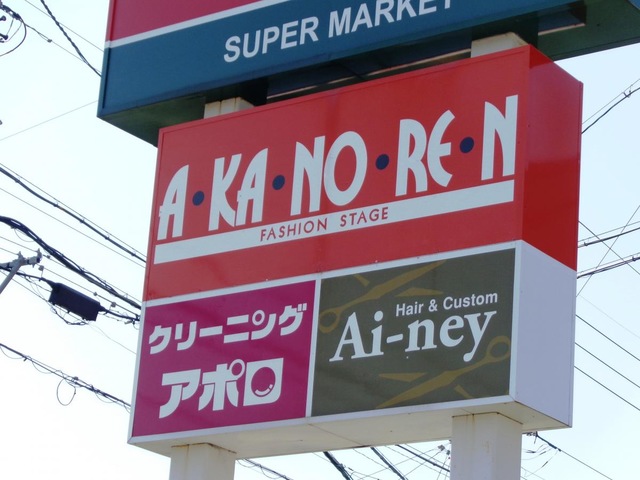 SUPER MARKET
A・KA・NO・RE・N
FASHION STAGE
クリーニング
アポロ
Hair & Custom
Ai-ney